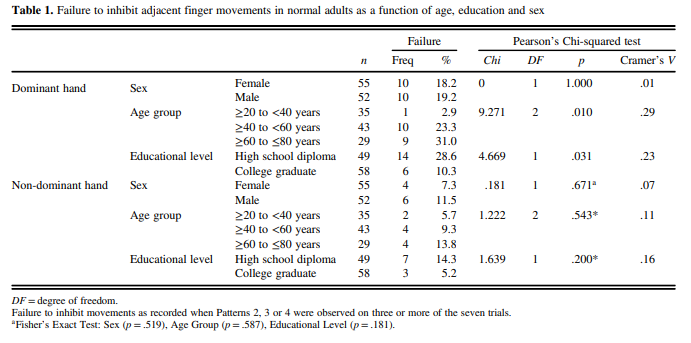 Table 1. Failure to inhibit adjacent finger movements in normal adults as a function of age, education and sex
Failure Pearson's Chi-squared test
n Freq % Chi DF p Cramer's V
Dominant hand Sex Female 55 10 18.2 0 1 1.000 .01
Male 52 10 19.2
Age group ≥20 to <40 years 35 1 2.9 9.271 2 .010 .29
≥40 to <60 years 43 10 23.3
≥60 to ≤80 years 29 9 31.0
Educational level High school diploma 49 14 28.6 4.669 1 .031 .23
College graduate 58 6 10.3
Non-dominant hand Sex Female 55 4 7.3 .181 1 .671ᵃ .07
Male 52 6 11.5
Age group ≥20 to <40 years 35 2 5.7 1.222 2 .543* .11
≥40 to <60 years 43 4 9.3
≥60 to ≤80 years 29 4 13.8
Educational level High school diploma 49 7 14.3 1.639 1 .200* .16
College graduate 58 3 5.2
DF = degree of freedom.
Failure to inhibit movements as recorded when Patterns 2, 3 or 4 were observed on three or more of the seven trials.
ᵃFisher's Exact Test: Sex (p = .519), Age Group (p = .587), Educational Level (p = .181).